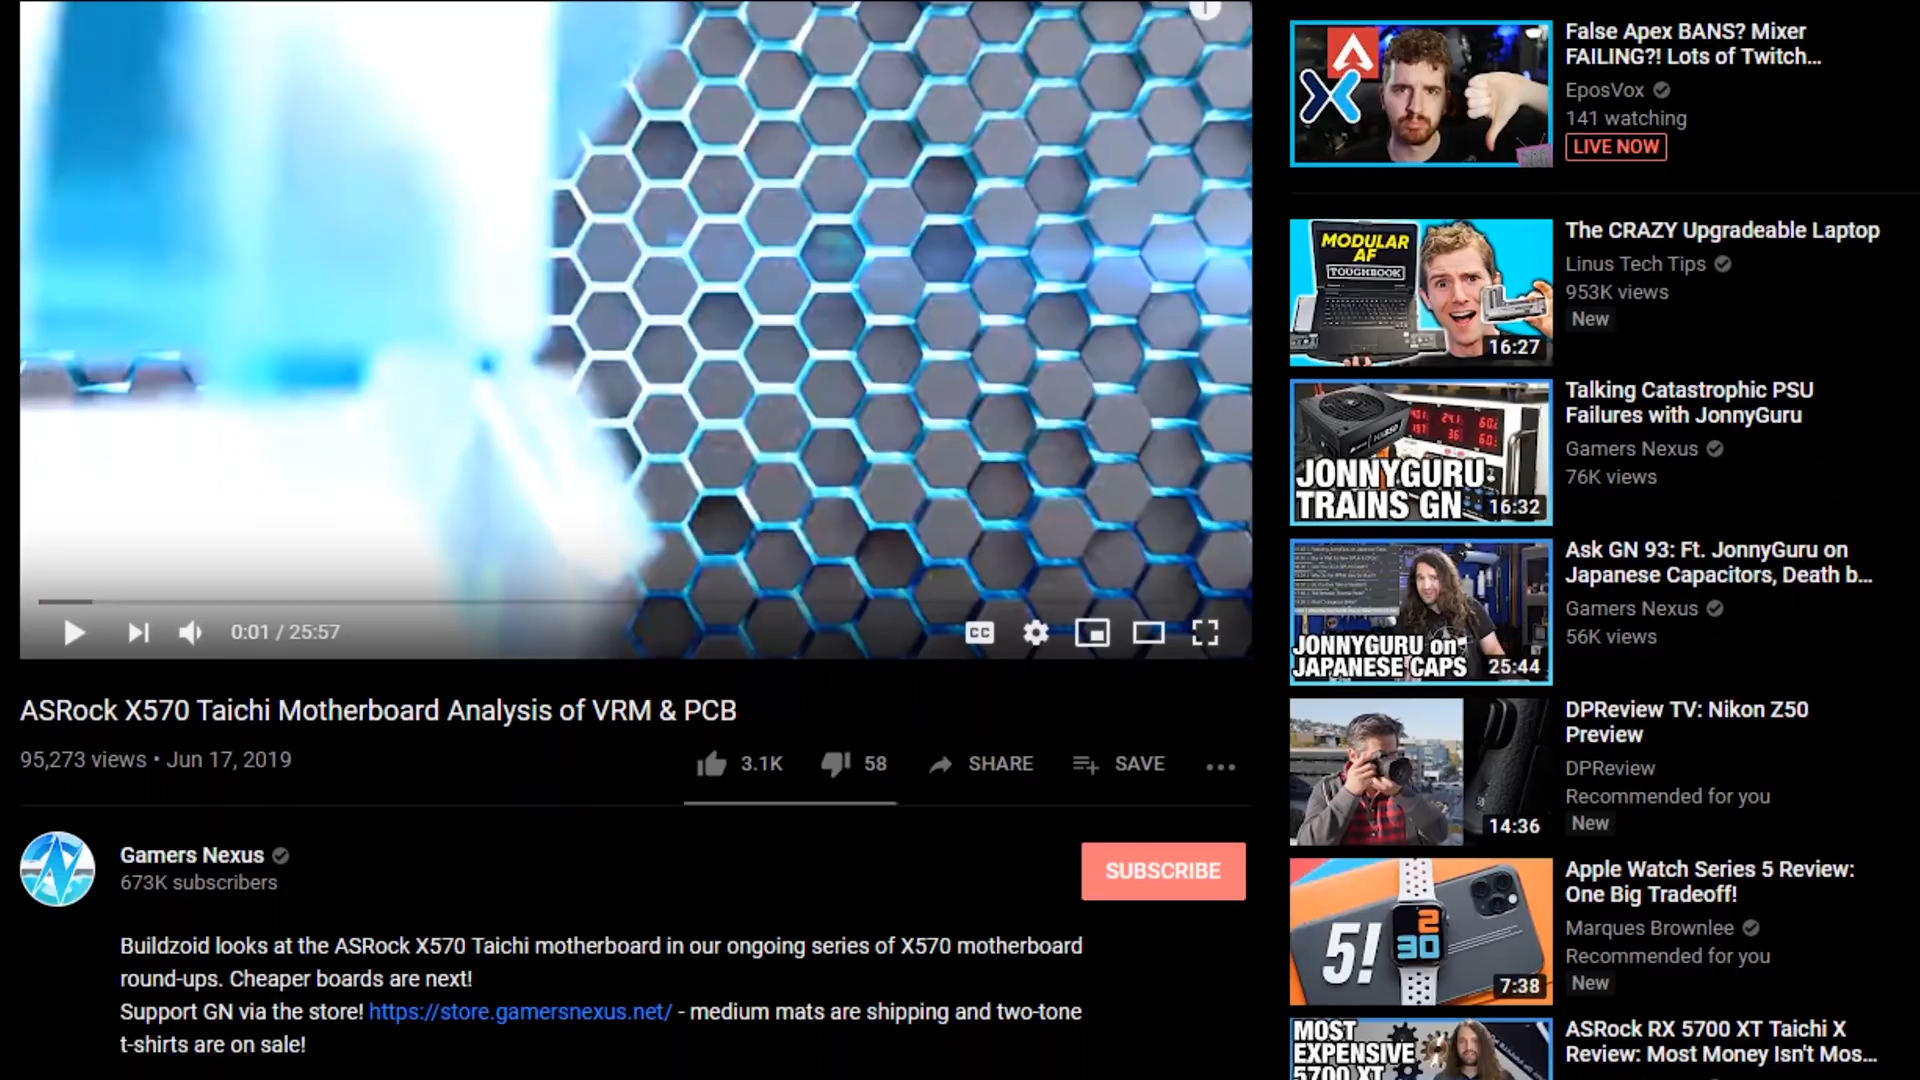 0:01 / 25:57
CC
ASRock X570 Taichi Motherboard Analysis of VRM & PCB
95,273 views • Jun 17, 2019
3.1K
58
SHARE
SAVE
Gamers Nexus
673K subscribers
SUBSCRIBE
Buildzoid looks at the ASRock X570 Taichi motherboard in our ongoing series of X570 motherboard
round-ups. Cheaper boards are next!
Support GN via the store! https://store.gamersnexus.net/ - medium mats are shipping and two-tone
t-shirts are on sale!
False Apex BANS? Mixer
FAILING?! Lots of Twitch...
EposVox
141 watching
LIVE NOW
MODULAR
AF
TOUGHBOOK
16:27
The CRAZY Upgradeable Laptop
Linus Tech Tips
953K views
New
JONNYGURU
TRAINS GN
16:32
Talking Catastrophic PSU
Failures with JonnyGuru
Gamers Nexus
76K views
JONNYGURU on
JAPANESE CAPS
25:44
Ask GN 93: Ft. JonnyGuru on
Japanese Capacitors, Death b...
Gamers Nexus
56K views
14:36
DPReview TV: Nikon Z50
Preview
DPReview
Recommended for you
New
5!
2
30
7:38
Apple Watch Series 5 Review:
One Big Tradeoff!
Marques Brownlee
Recommended for you
New
MOST
EXPENSIVE
5700 XT
ASRock RX 5700 XT Taichi X
Review: Most Money Isn't Mos...